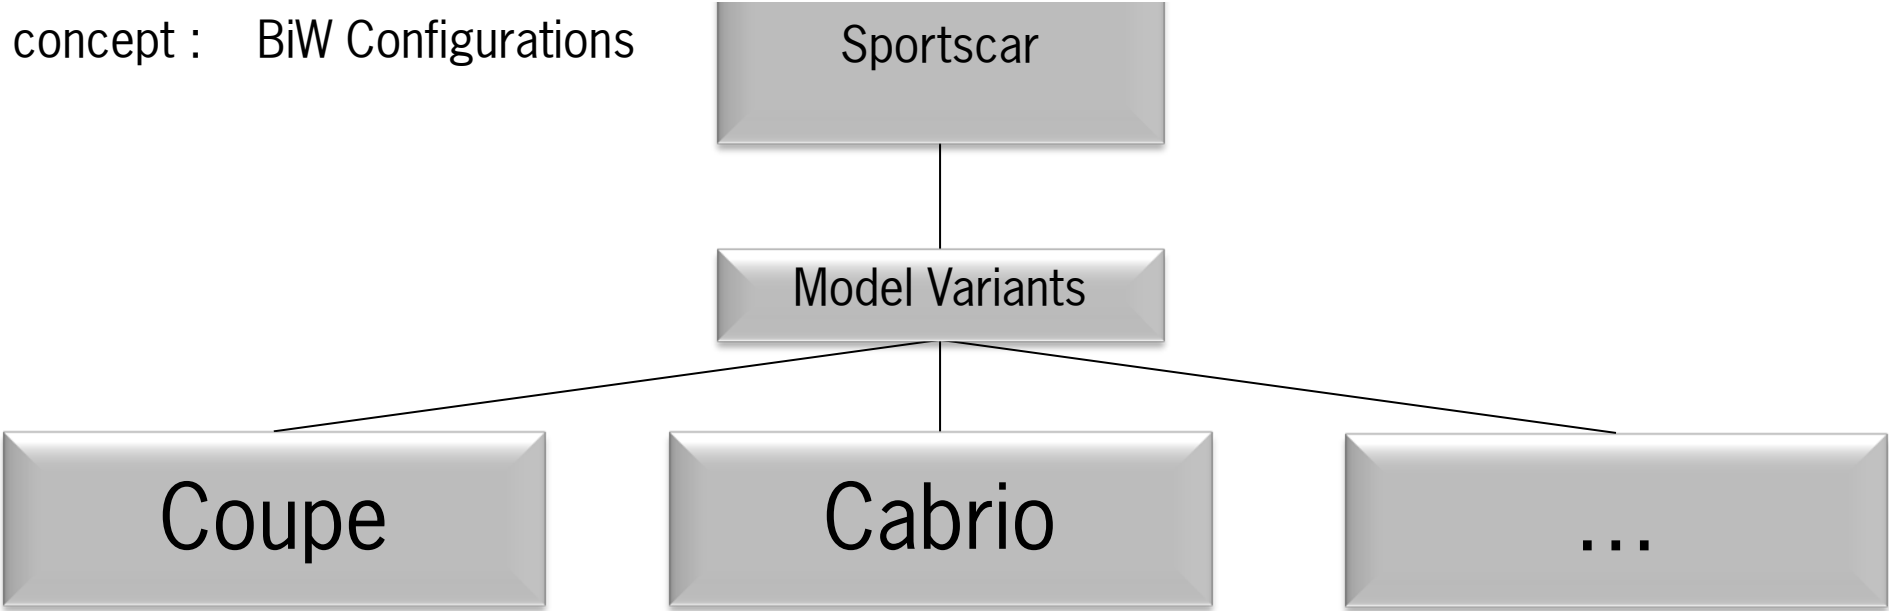 concept : BiW Configurations
Sportscar
Model Variants
Coupe
Cabrio
...